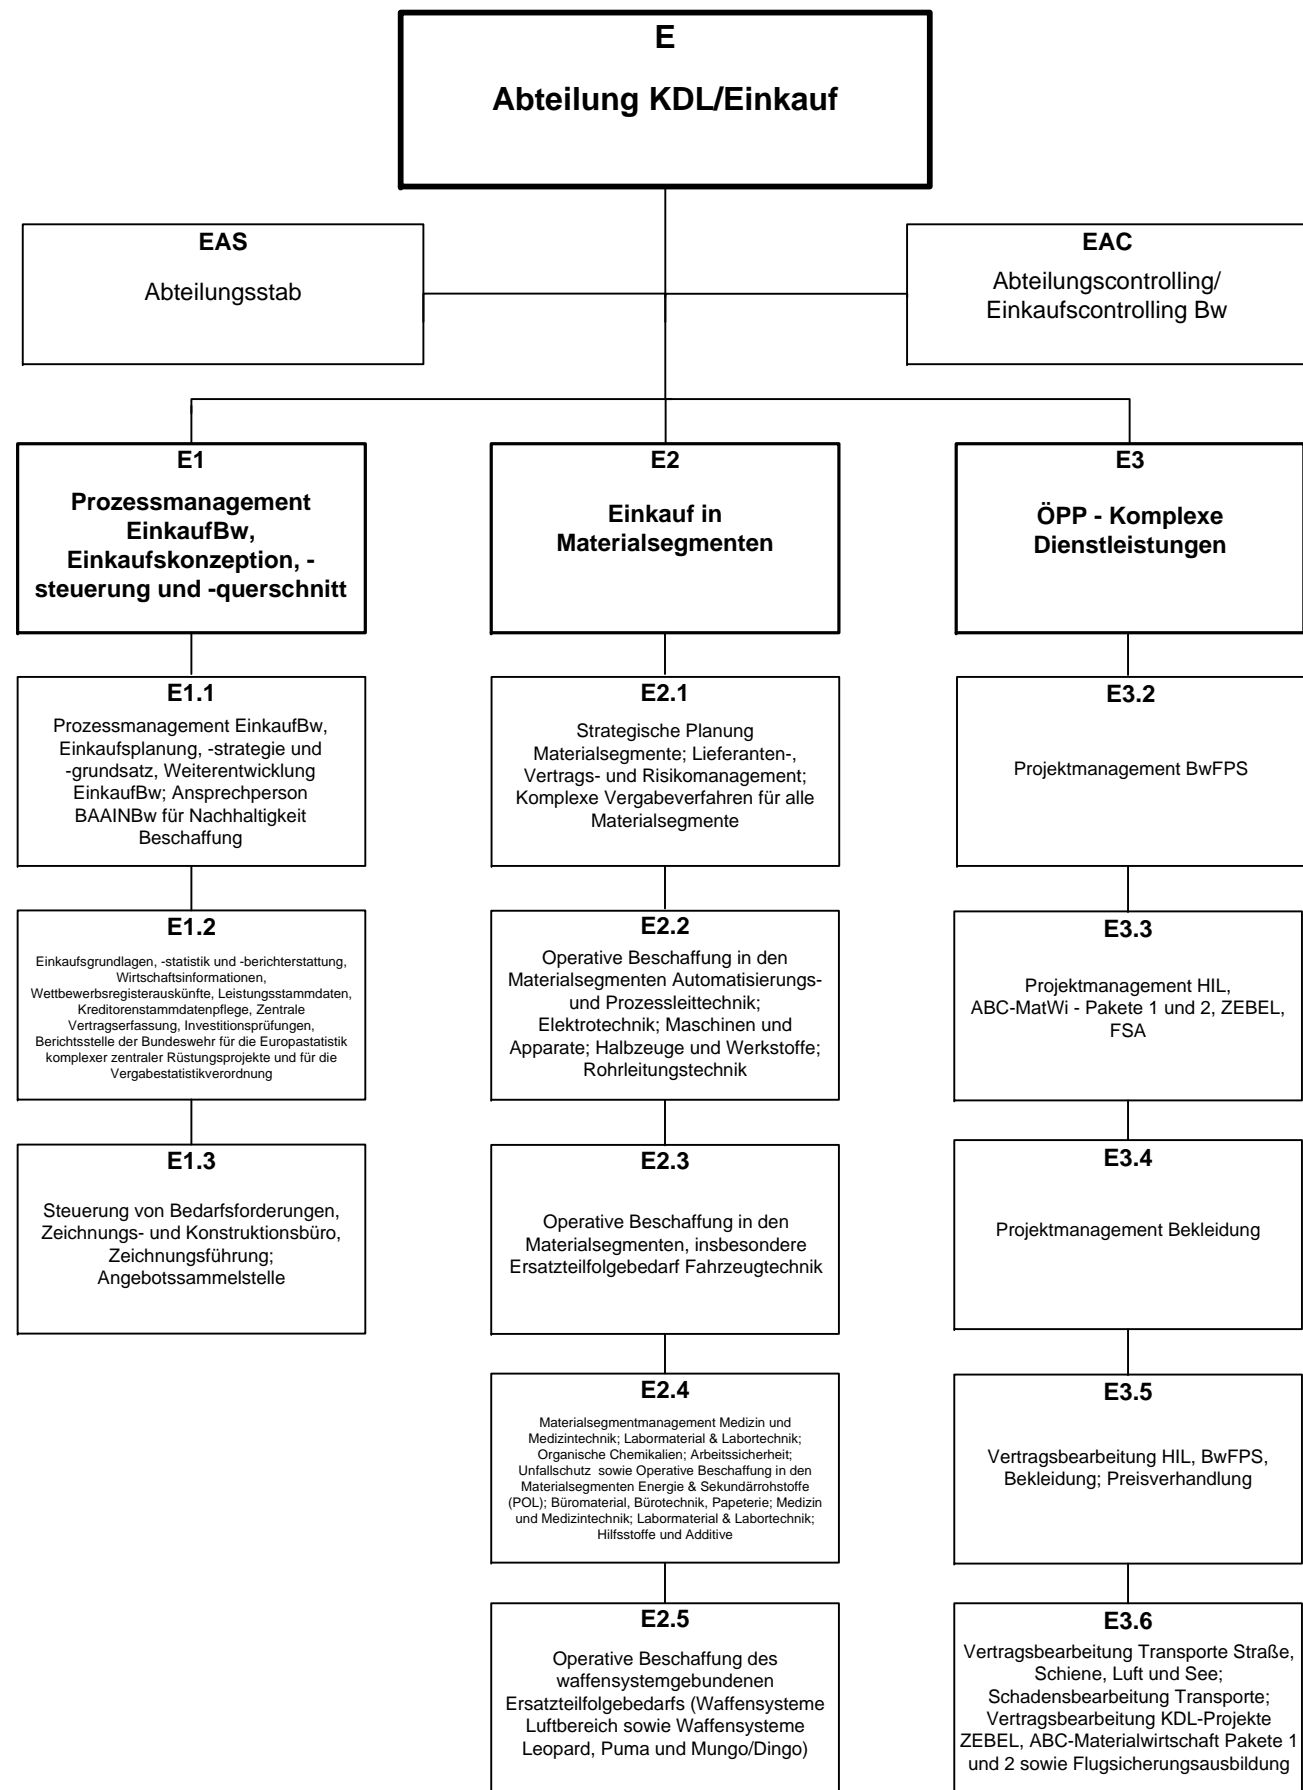 E
Abteilung KDL/Einkauf
EAS
Abteilungsstab
EAC
Abteilungscontrolling/
Einkaufscontrolling Bw
E1
Prozessmanagement
EinkaufBw,
Einkaufskonzeption, -
steuerung und -querschnitt
E2
Einkauf in
Materialsegmenten
E3
ÖPP - Komplexe
Dienstleistungen
E1.1
Prozessmanagement EinkaufBw,
Einkaufsplanung, -strategie und
-grundsatz, Weiterentwicklung
EinkaufBw; Ansprechperson
BAAINBw für Nachhaltigkeit
Beschaffung
E2.1
Strategische Planung
Materialsegmente; Lieferanten-,
Vertrags- und Risikomanagement;
Komplexe Vergabeverfahren für alle
Materialsegmente
E3.2
Projektmanagement BwFPS
E1.2
Einkaufsgrundlagen, -statistik und -berichterstattung,
Wirtschaftsinformationen,
Wettbewerbsregisterauskünfte, Leistungsstammdaten,
Kreditorenstammdatenpflege, Zentrale
Vertragserfassung, Investitionsprüfungen,
Berichtsstelle der Bundeswehr für die Europastatistik
komplexer zentraler Rüstungsprojekte und für die
Vergabestatistikverordnung
E2.2
Operative Beschaffung in den
Materialsegmenten Automatisierungs-
und Prozessleittechnik;
Elektrotechnik; Maschinen und
Apparate; Halbzeuge und Werkstoffe;
Rohrleitungstechnik
E3.3
Projektmanagement HIL,
ABC-MatWi - Pakete 1 und 2, ZEBEL,
FSA
E1.3
Steuerung von Bedarfsforderungen,
Zeichnungs- und Konstruktionsbüro,
Zeichnungsführung;
Angebotssammelstelle
E2.3
Operative Beschaffung in den
Materialsegmenten, insbesondere
Ersatzteilfolgebedarf Fahrzeugtechnik
E3.4
Projektmanagement Bekleidung
E2.4
Materialsegmentmanagement Medizin und
Medizintechnik; Labormaterial & Labortechnik;
Organische Chemikalien; Arbeitssicherheit;
Unfallschutz sowie Operative Beschaffung in den
Materialsegmenten Energie & Sekundärrohstoffe
(POL); Büromaterial, Bürotechnik, Papeterie; Medizin
und Medizintechnik; Labormaterial & Labortechnik;
Hilfsstoffe und Additive
E3.5
Vertragsbearbeitung HIL, BwFPS,
Bekleidung; Preisverhandlung
E2.5
Operative Beschaffung des
waffensystemgebundenen
Ersatzteilfolgebedarfs (Waffensysteme
Luftbereich sowie Waffensysteme
Leopard, Puma und Mungo/Dingo)
E3.6
Vertragsbearbeitung Transporte Straße,
Schiene, Luft und See;
Schadensbearbeitung Transporte;
Vertragsbearbeitung KDL-Projekte
ZEBEL, ABC-Materialwirtschaft Pakete 1
und 2 sowie Flugsicherungsausbildung